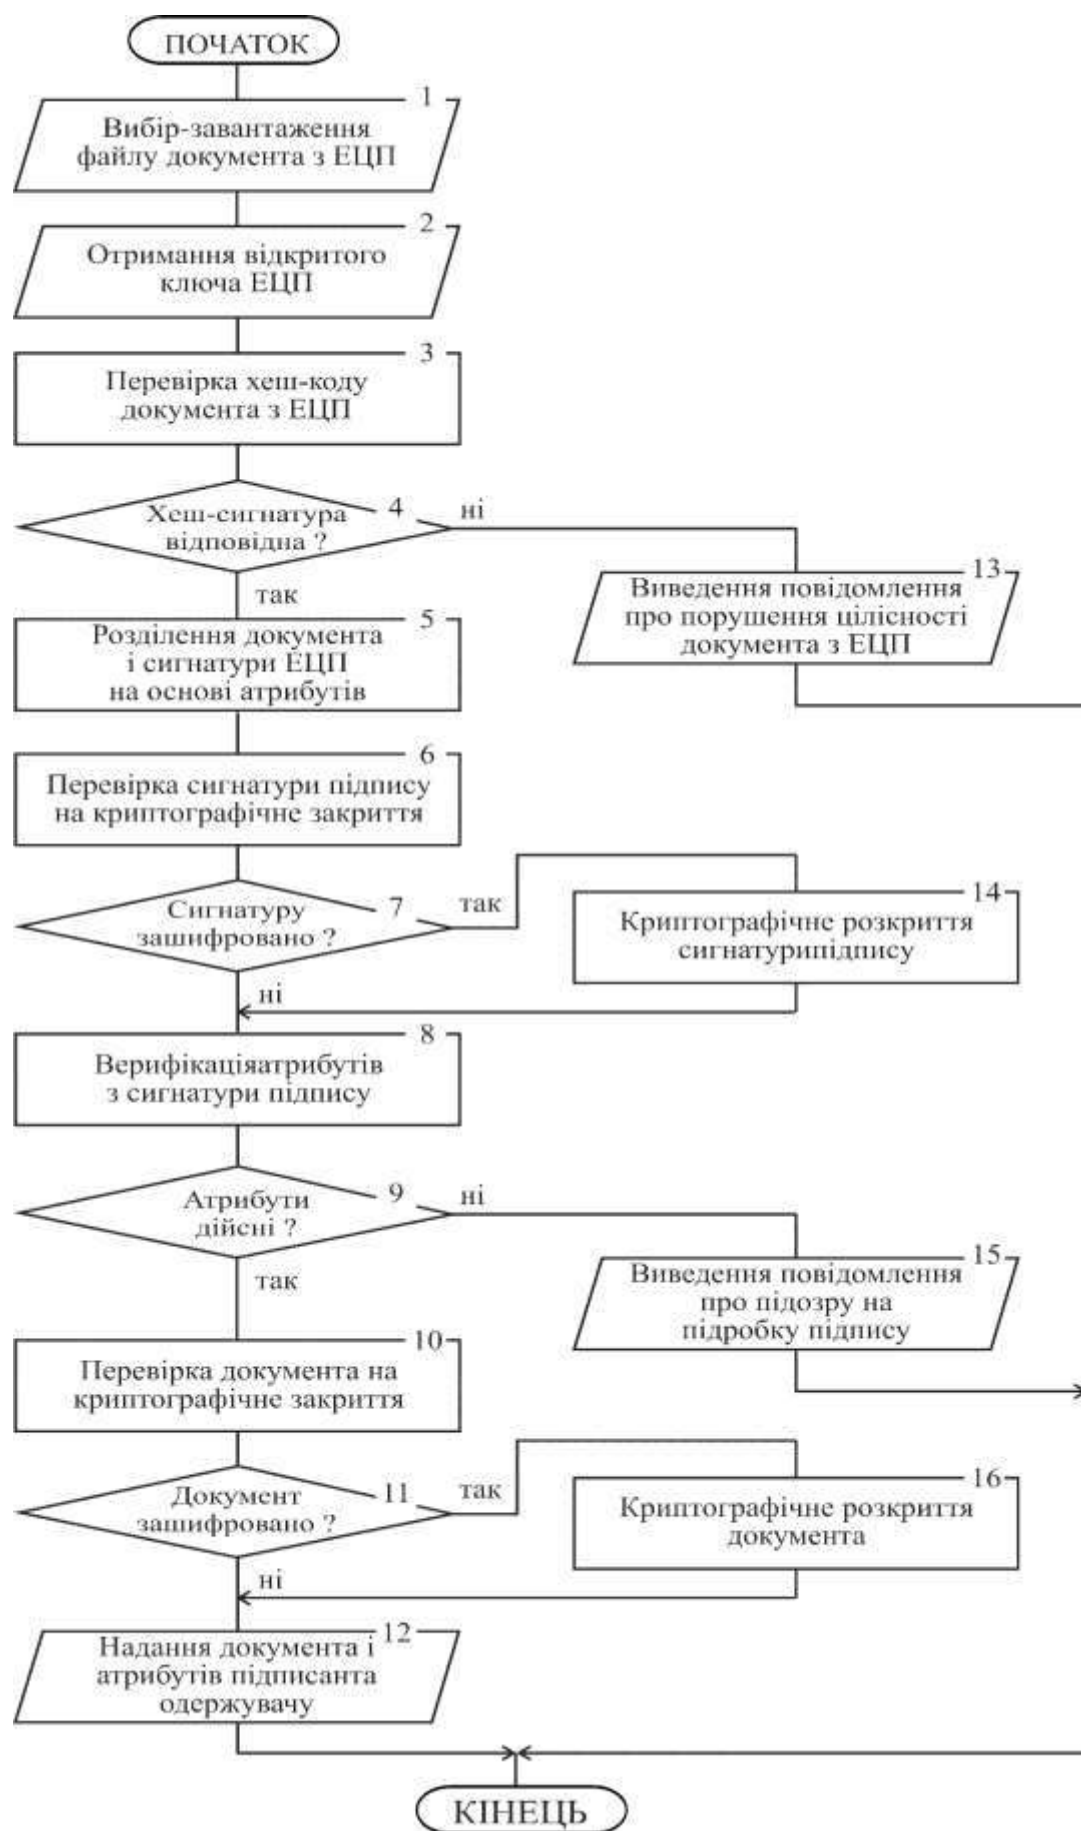 ПОЧАТОК
1
Вибір-завантаження
файлу документа з ЕЦП
2
Отримання відкритого
ключа ЕЦП
3
Перевірка хеш-коду
документа з ЕЦП
Хеш-сигнатура
відповідна ?
4
ні
так
13
Виведення повідомлення
про порушення цілісності
документа з ЕЦП
5
Розділення документа
і сигнатури ЕЦП
на основі атрибутів
6
Перевірка сигнатури підпису
на криптографічне закриття
Сигнатуру
зашифровано ?
7
так
ні
14
Криптографічне розкриття
сигнатурипідпису
8
Верифікаціяатрибутів
з сигнатури підпису
Атрибути
дійсні ?
9
ні
так
15
Виведення повідомлення
про підозру на
підробку підпису
10
Перевірка документа на
криптографічне закриття
Документ
зашифровано ?
11
так
ні
16
Криптографічне розкриття
документа
12
Надання документа і
атрибутів підписанта
одержувачу
КІНЕЦЬ